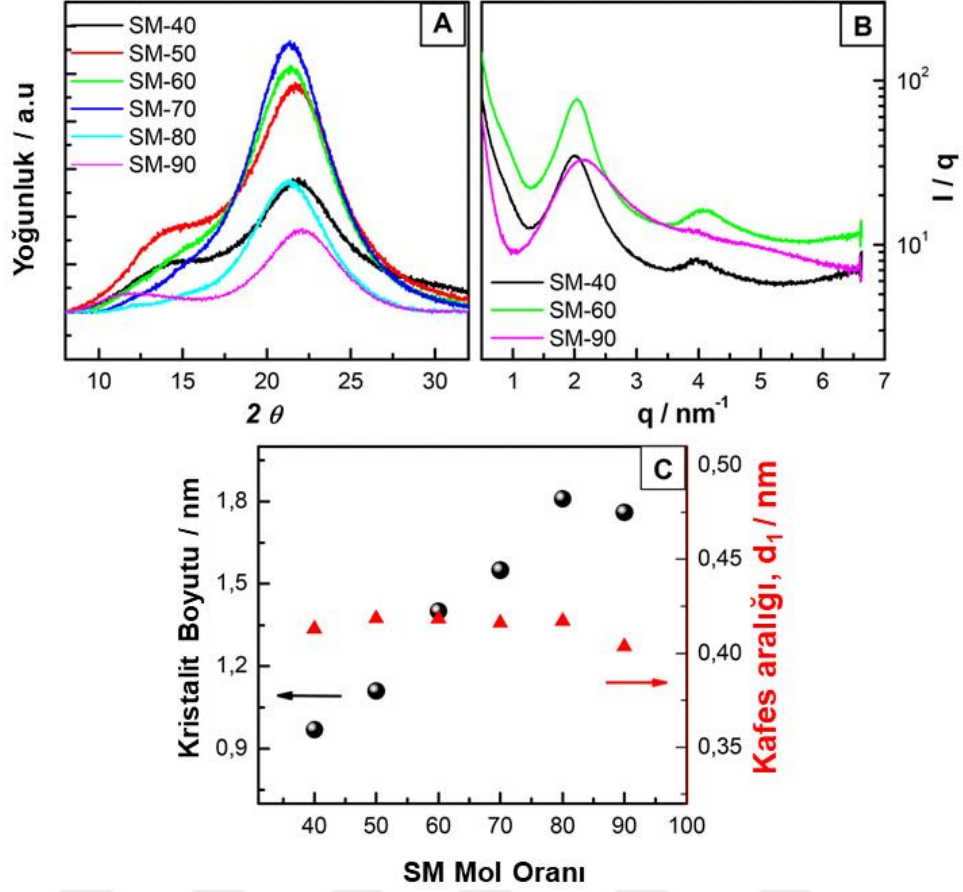 A
SM-40
SM-50
SM-60
SM-70
SM-80
SM-90
Yoğunluk / a.u
10 15 20 25 30
2 θ
B
SM-40
SM-60
SM-90
10²
10¹
I / q
1 2 3 4 5 6 7
q / nm⁻¹
C
1,8
1,5
1,2
0,9
Kristalit Boyutu / nm
0,50
0,45
0,40
0,35
Kafes aralığı, d₁ / nm
40 50 60 70 80 90 100
SM Mol Oranı